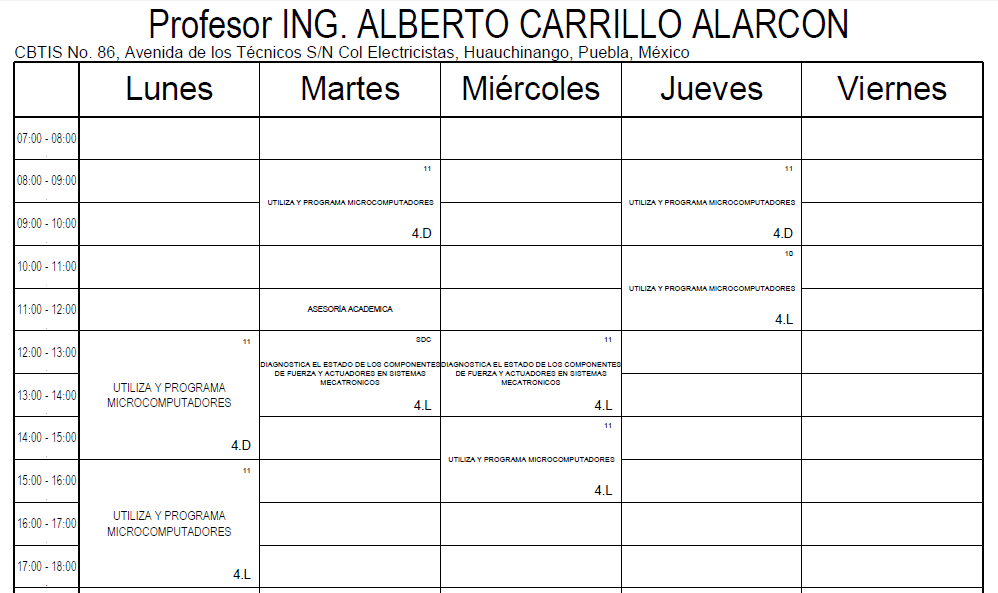 Profesor ING. ALBERTO CARRILLO ALARCON
CBTIS No. 86, Avenida de los Técnicos S/N Col Electricistas, Huauchinango, Puebla, México
Lunes Martes Miércoles Jueves Viernes
07:00 - 08:00
08:00 - 09:00
11
11
UTILIZA Y PROGRAMA MICROCOMPUTADORES
UTILIZA Y PROGRAMA MICROCOMPUTADORES
09:00 - 10:00
4.D
4.D
10:00 - 11:00
10
UTILIZA Y PROGRAMA MICROCOMPUTADORES
11:00 - 12:00
ASESORÍA ACADEMICA
4.L
12:00 - 13:00
11
SDC
11
DIAGNOSTICA EL ESTADO DE LOS COMPONENTES
DE FUERZA Y ACTUADORES EN SISTEMAS
MECATRONICOS
DIAGNOSTICA EL ESTADO DE LOS COMPONENTES
DE FUERZA Y ACTUADORES EN SISTEMAS
MECATRONICOS
13:00 - 14:00
UTILIZA Y PROGRAMA
MICROCOMPUTADORES
4.L
4.L
14:00 - 15:00
4.D
11
UTILIZA Y PROGRAMA MICROCOMPUTADORES
15:00 - 16:00
11
4.L
16:00 - 17:00
UTILIZA Y PROGRAMA
MICROCOMPUTADORES
17:00 - 18:00
4.L